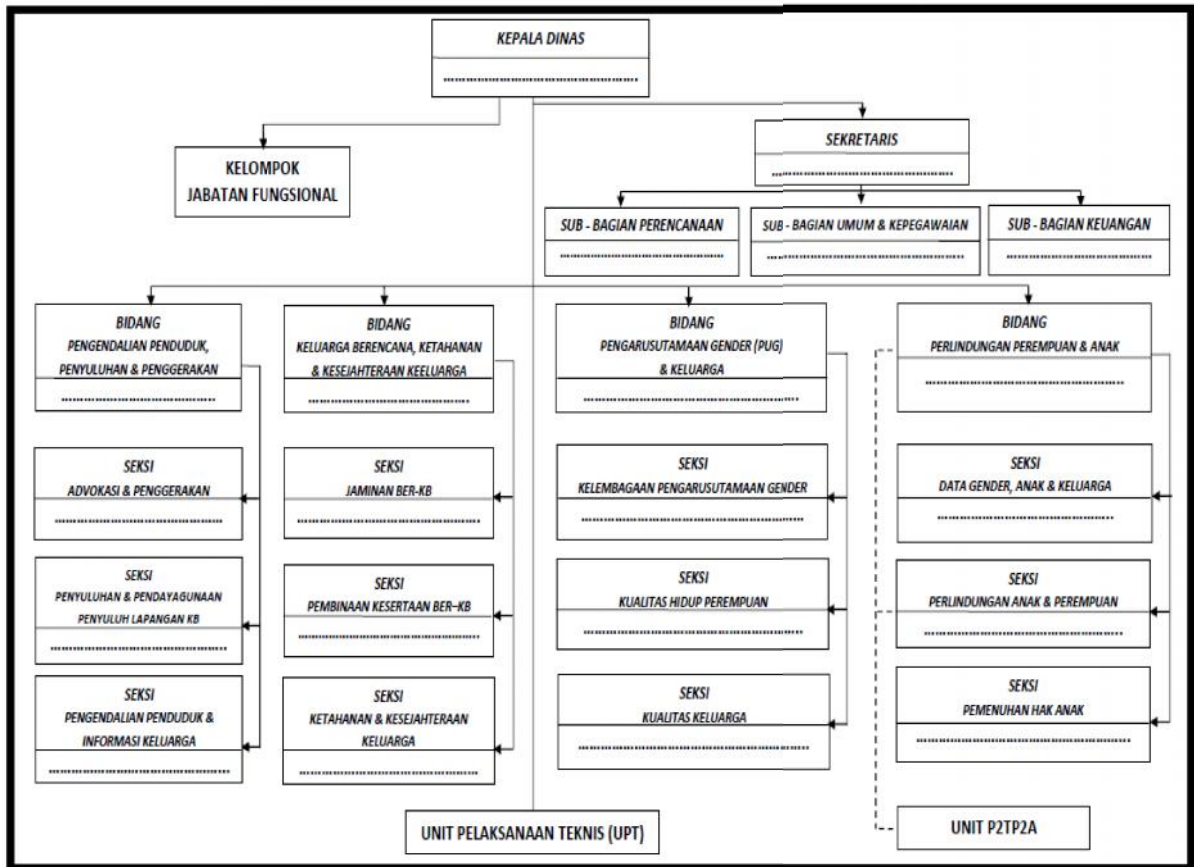 KEPALA DINAS
................................................
KELOMPOK
JABATAN FUNGSIONAL
SEKRETARIS
................................................
SUB - BAGIAN PERENCANAAN
................................................
SUB - BAGIAN UMUM & KEPEGAWAIAN
................................................
SUB - BAGIAN KEUANGAN
................................................
BIDANG
PENGENDALIAN PENDUDUK,
PENYULUHAN & PENGGERAKAN
................................................
BIDANG
KELUARGA BERENCANA, KETAHANAN
& KESEJAHTERAAN KEELUARGA
................................................
BIDANG
PENGARUSUTAMAAN GENDER (PUG)
& KELUARGA
................................................
BIDANG
PERLINDUNGAN PEREMPUAN & ANAK
................................................
SEKSI
ADVOKASI & PENGGERAKAN
................................................
SEKSI
JAMINAN BER-KB
................................................
SEKSI
KELEMBAGAAN PENGARUSUTAMAAN GENDER
................................................
SEKSI
DATA GENDER, ANAK & KELUARGA
................................................
SEKSI
PENYULUHAN & PENDAYAGUNAAN
PENYULUH LAPANGAN KB
................................................
SEKSI
PEMBINAAN KESERTAAN BER–KB
................................................
SEKSI
KUALITAS HIDUP PEREMPUAN
................................................
SEKSI
PERLINDUNGAN ANAK & PEREMPUAN
................................................
SEKSI
PENGENDALIAN PENDUDUK &
INFORMASI KELUARGA
................................................
SEKSI
KETAHANAN & KESEJAHTERAAN
KELUARGA
................................................
SEKSI
KUALITAS KELUARGA
................................................
SEKSI
PEMENUHAN HAK ANAK
................................................
UNIT PELAKSANAAN TEKNIS (UPT)
UNIT P2TP2A